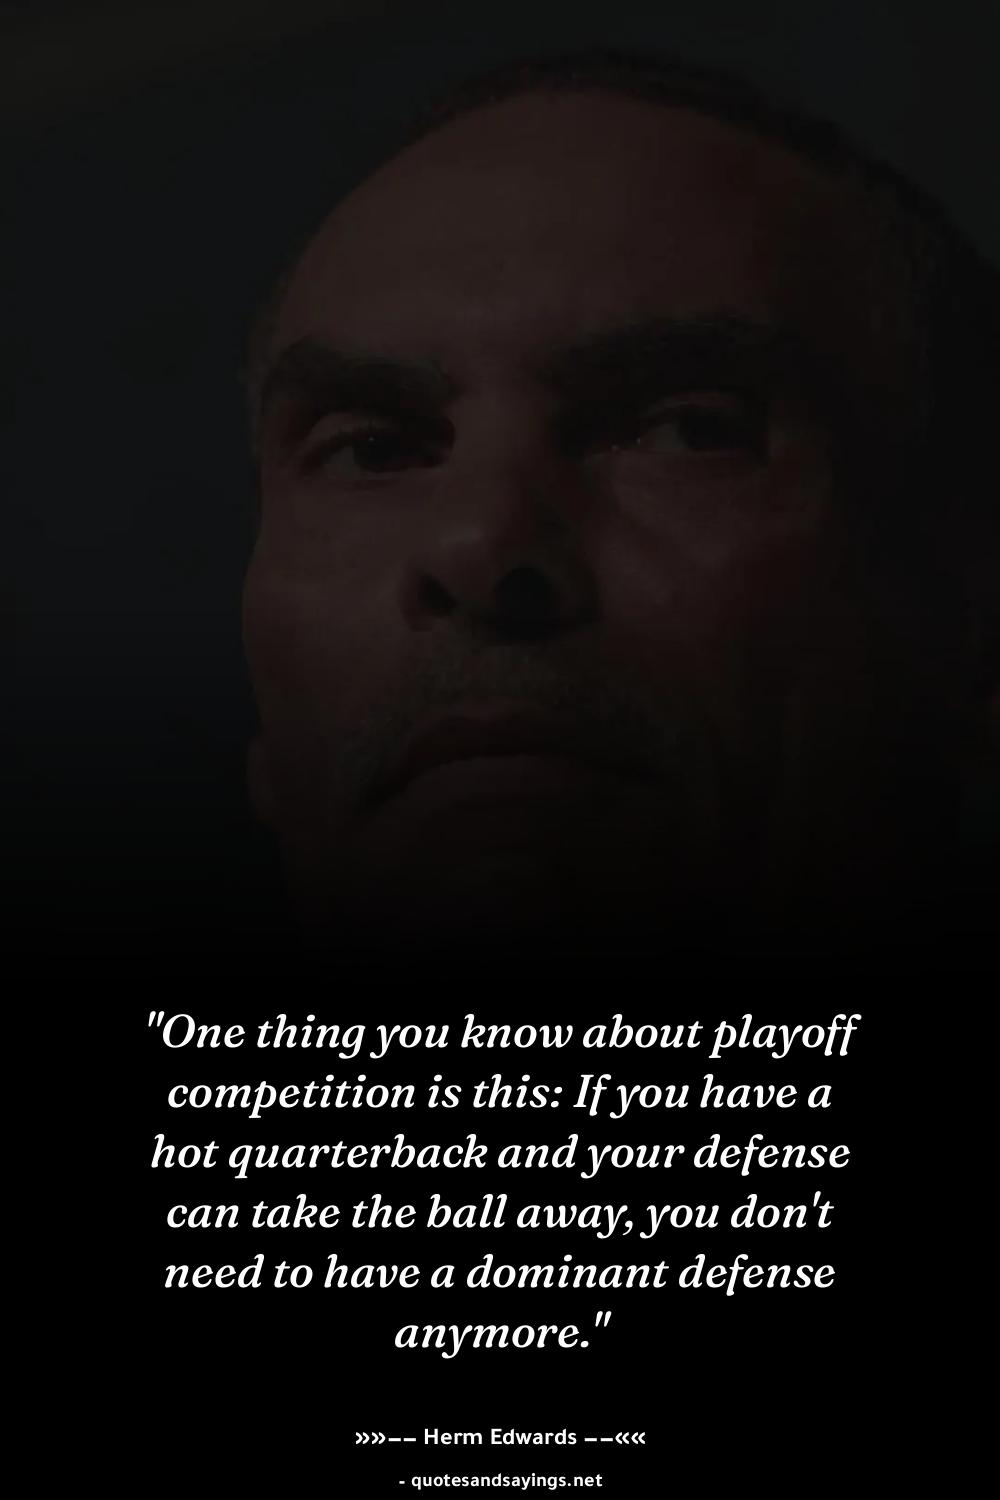 "One thing you know about playoff
competition is this: If you have a
hot quarterback and your defense
can take the ball away, you don't
need to have a dominant defense
anymore."
»»−− Herm Edwards −−««
- quotesandsayings.net